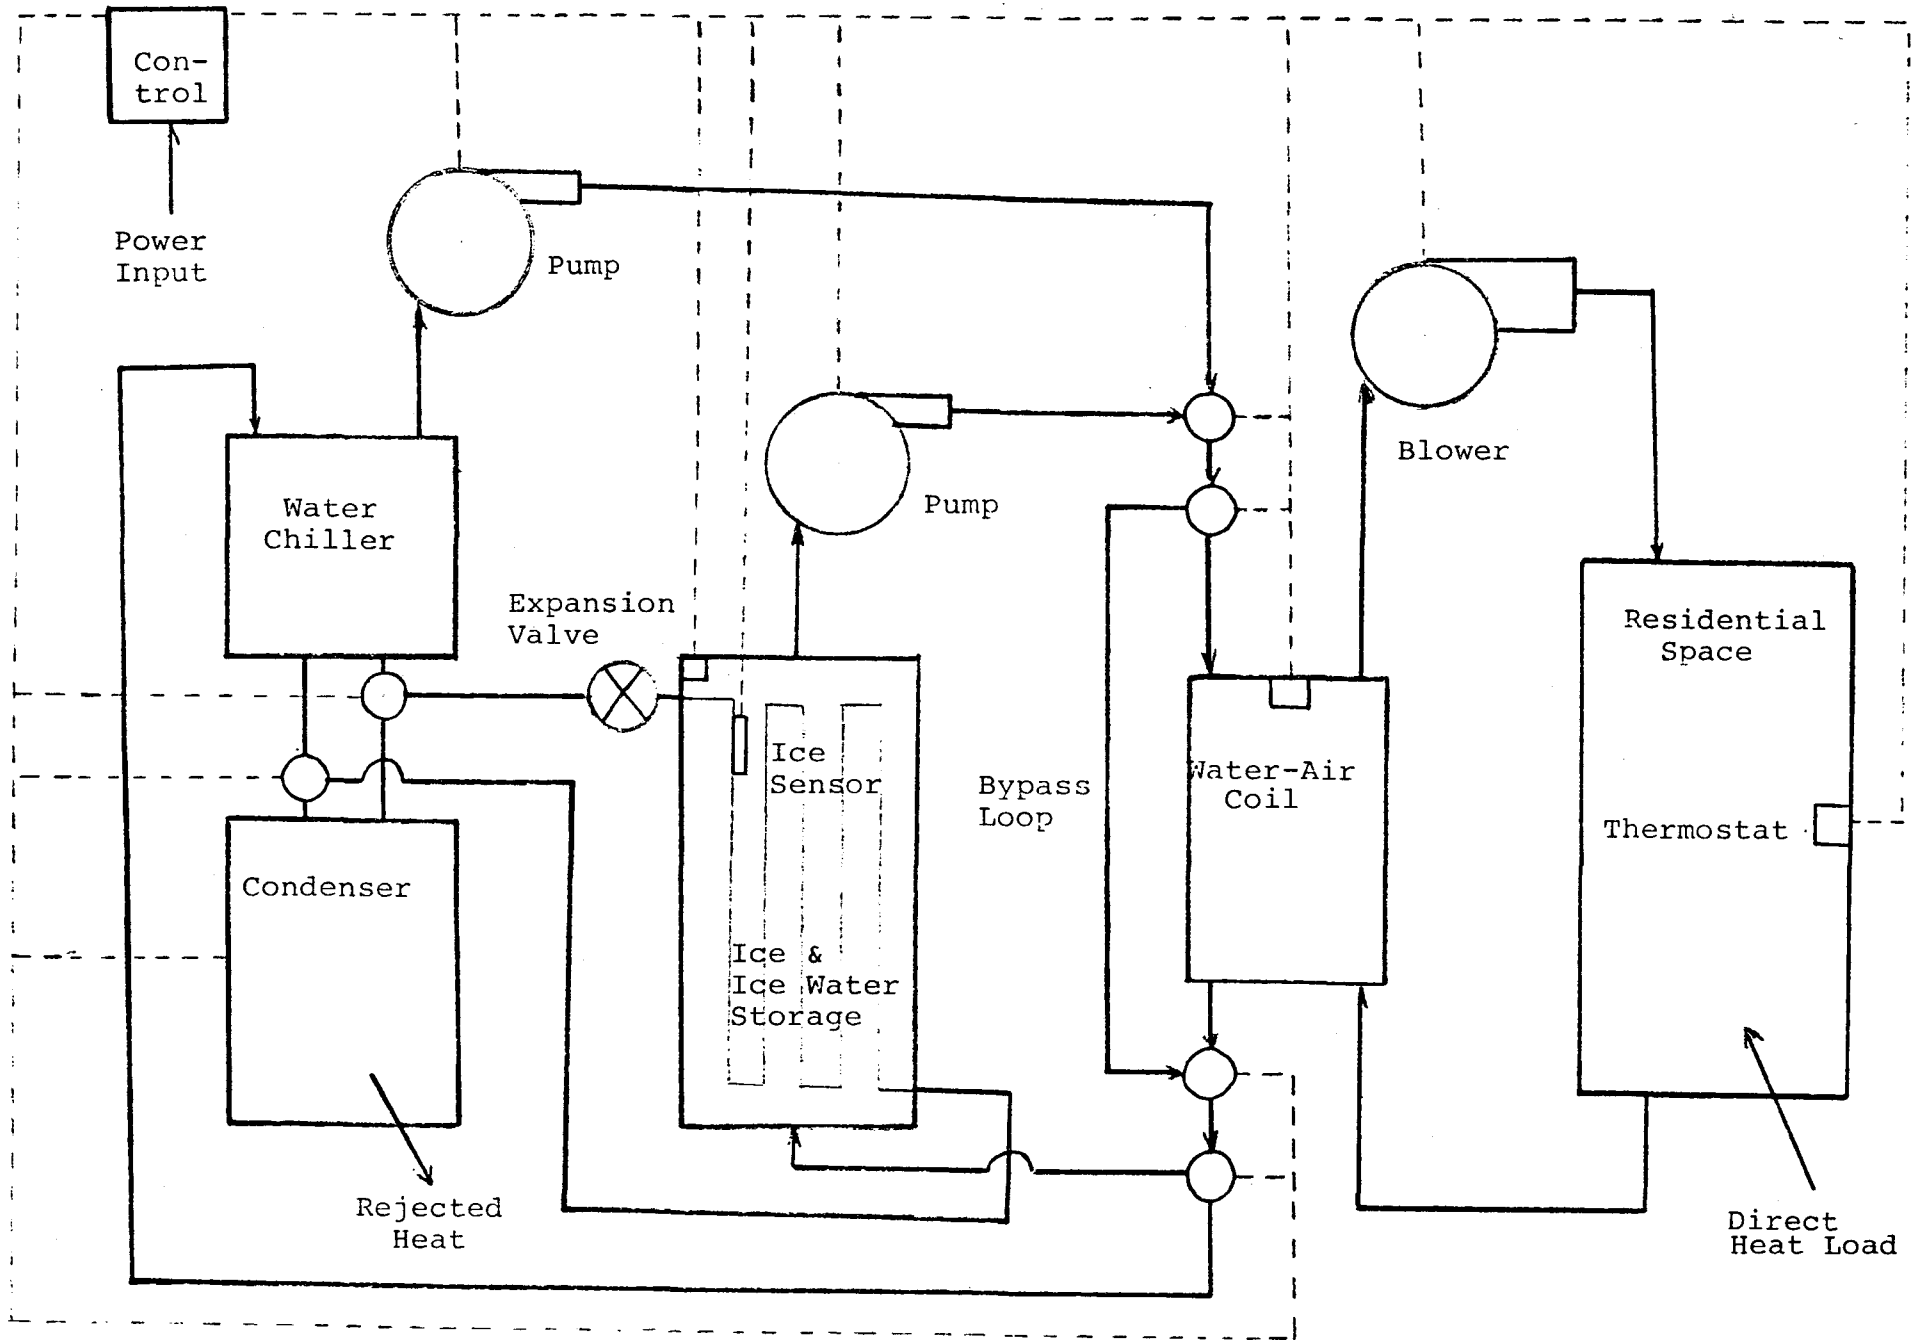 Con-
trol
Power
Input
Pump
Blower
Water
Chiller
Pump
Expansion
Valve
Residential
Space
Ice
Sensor
Bypass
Loop
Water-Air
Coil
Thermostat
Condenser
Ice &
Ice Water
Storage
Rejected
Heat
Direct
Heat Load